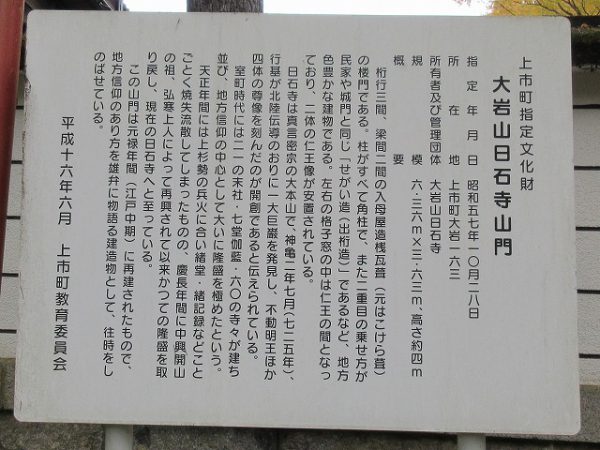 上市町指定文化財
大岩山日石寺山門
指定年月日 昭和五七年一〇月二八日
所在地 上市町大岩一六三
所有者及び管理団体 大岩山日石寺
規模 六・三六m×三・六三m、高さ約四m
概要
桁行三間、梁間二間の入母屋造桟瓦葺（元はこけら葺）
の楼門である。柱がすべて角柱で、また二重目の乗せ方が
民家や城門と同じ「せがい造（出桁造）」であるなど、地方
色豊かな建物である。左右の格子窓の中は仁王の間となっ
ており、二体の仁王像が安置されている。
日石寺は真言密宗の大本山で、神亀二年七月（七二五年）、
行基が北陸伝導のおりに一大巨巌を発見し、不動明王ほか
四体の尊像を刻んだのが開創であると伝えられている。
室町時代には二一の末社・七堂伽藍・六〇の寺々が建ち
並び、地方信仰の中心として大いに隆盛を極めたという。
天正年間には上杉勢の兵火に合い緒堂・緒記録などこと
ごとく焼失流散してしまったものの、慶長年間に中興開山
の祖、弘寒上人によって再興されて以来かつての隆盛を取
り戻し、現在の日石寺へと至っている。
この山門は元禄年間（江戸中期）に再建されたもので、
地方信仰のあり方を雄弁に物語る建造物として、往時をし
のばせている。
平成十六年六月 上市町教育委員会